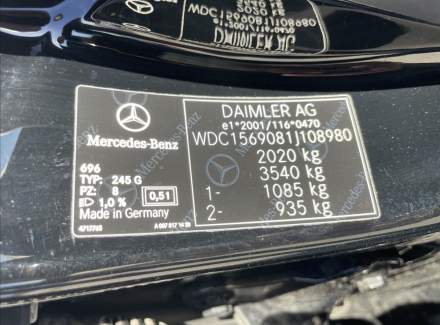 WDC1569081J108980
DAIMLER AG
e1*2001/116*0470
WDC1569081J108980
2020 kg
3540 kg
1- 1085 kg
2- 935 kg
Mercedes-Benz
696
TYP: 245 G
PZ: 8
1,0 %
0,51
Made in Germany